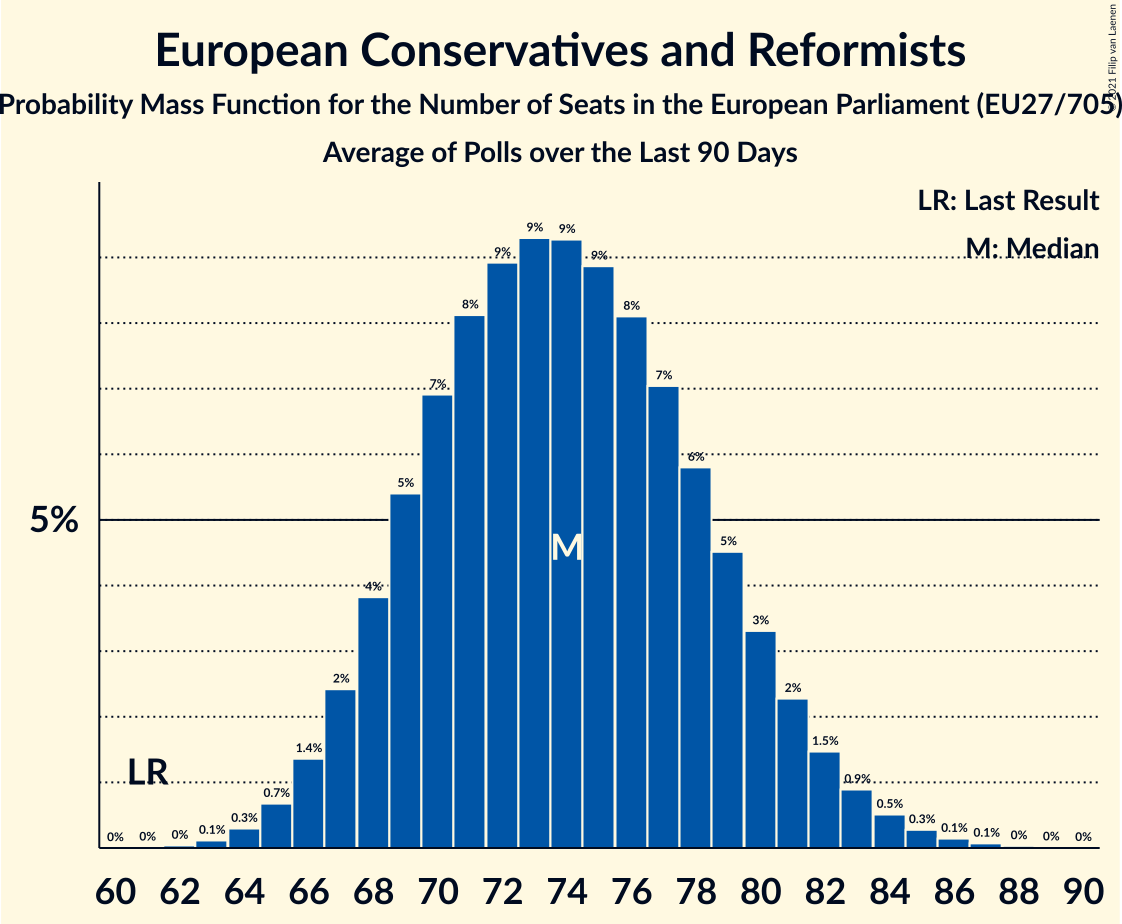 European Conservatives and Reformists
Probability Mass Function for the Number of Seats in the European Parliament (EU27/705)
Average of Polls over the Last 90 Days
© 2021 Filip van Laenen
LR: Last Result
M: Median
5%
LR
M
0% 0% 0% 0.1% 0.3% 0.7% 1.4% 2% 4% 5% 7% 8% 9% 9% 9% 9% 8% 7% 6% 5% 3% 2% 1.5% 0.9% 0.5% 0.3% 0.1% 0.1% 0% 0% 0%
60 62 64 66 68 70 72 74 76 78 80 82 84 86 88 90